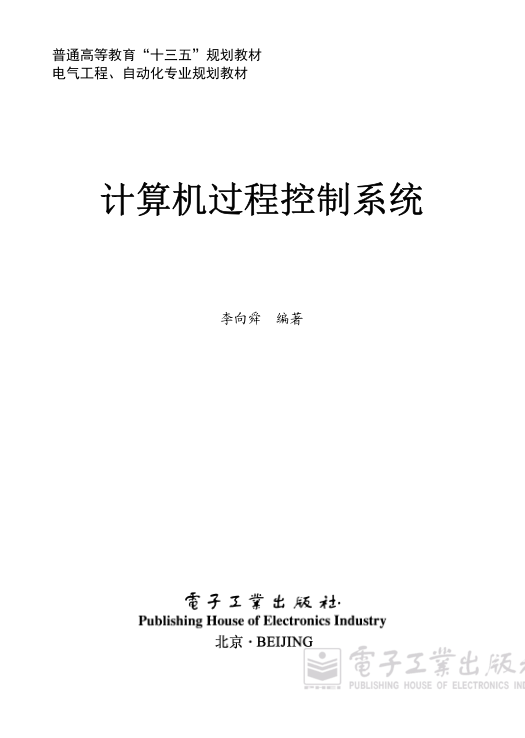 普通高等教育“十三五”规划教材
电气工程、自动化专业规划教材
计算机过程控制系统
李向舜 编著
電子工業出版社·
Publishing House of Electronics Industry
北京·BEIJING
電子工業出版社
PHEI
PUBLISHING HOUSE OF ELECTRONICS IN